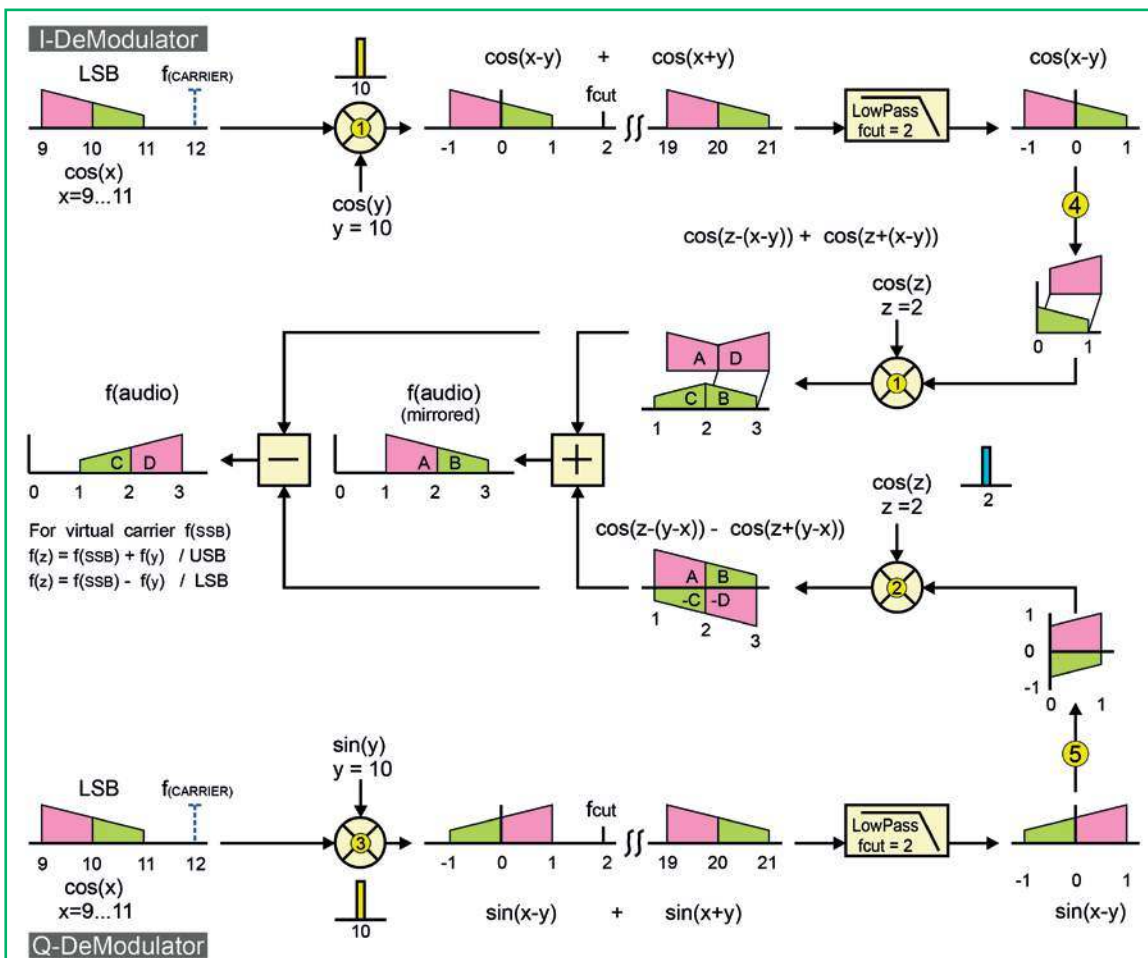 I-DeModulator
LSB
f(CARRIER)
9 10 11 12
cos(x)
x=9...11
10
1
cos(y)
y = 10
cos(x-y) + cos(x+y)
fcut
-1 0 1 2 19 20 21
LowPass
fcut = 2
cos(x-y)
-1 0 1
4
0 1
cos(z-(x-y)) + cos(z+(x-y))
cos(z)
z =2
1
A D
C B
1 2 3
f(audio)
C D
0 1 2 3
−
f(audio)
(mirrored)
A B
0 1 2 3
+
For virtual carrier f(SSB)
f(z) = f(SSB) + f(y) / USB
f(z) = f(SSB) - f(y) / LSB
cos(z-(y-x)) - cos(z+(y-x))
A B
-C -D
1 2 3
cos(z)
z =2
2
2
1
0
-1
0 1
5
LSB
f(CARRIER)
9 10 11 12
cos(x)
x=9...11
sin(y)
y = 10
3
10
fcut
-1 0 1 2 19 20 21
sin(x-y) + sin(x+y)
LowPass
fcut = 2
-1 0 1
sin(x-y)
Q-DeModulator